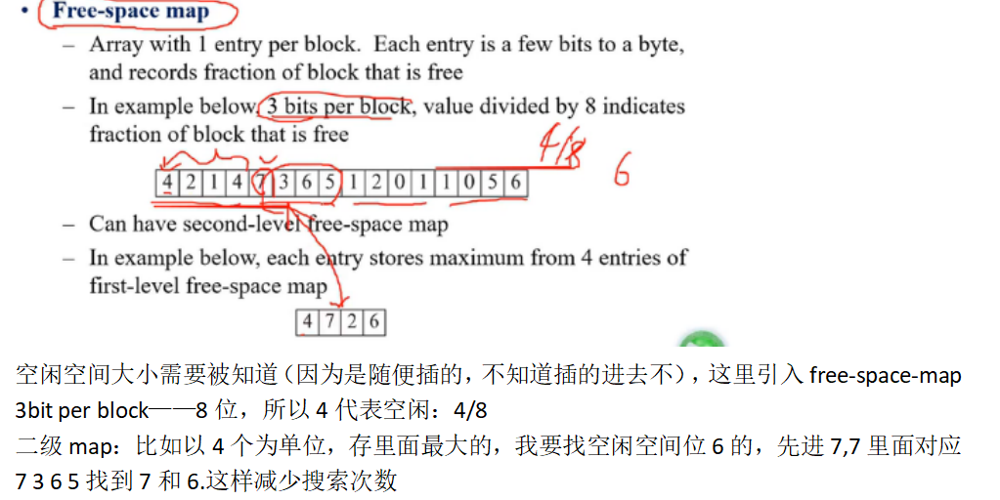 • Free-space map
– Array with 1 entry per block. Each entry is a few bits to a byte,
and records fraction of block that is free
– In example below, 3 bits per block, value divided by 8 indicates
fraction of block that is free
4/8
6
4 2 1 4 7 3 6 5 1 2 0 1 1 0 5 6
– Can have second-level free-space map
– In example below, each entry stores maximum from 4 entries of
first-level free-space map
4 7 2 6
空闲空间大小需要被知道（因为是随便插的，不知道插的进去不），这里引入 free-space-map
3bit per block——8 位，所以 4 代表空闲：4/8
二级 map：比如以 4 个为单位，存里面最大的，我要找空闲空间位 6 的，先进 7,7 里面对应
7 3 6 5 找到 7 和 6.这样减少搜索次数